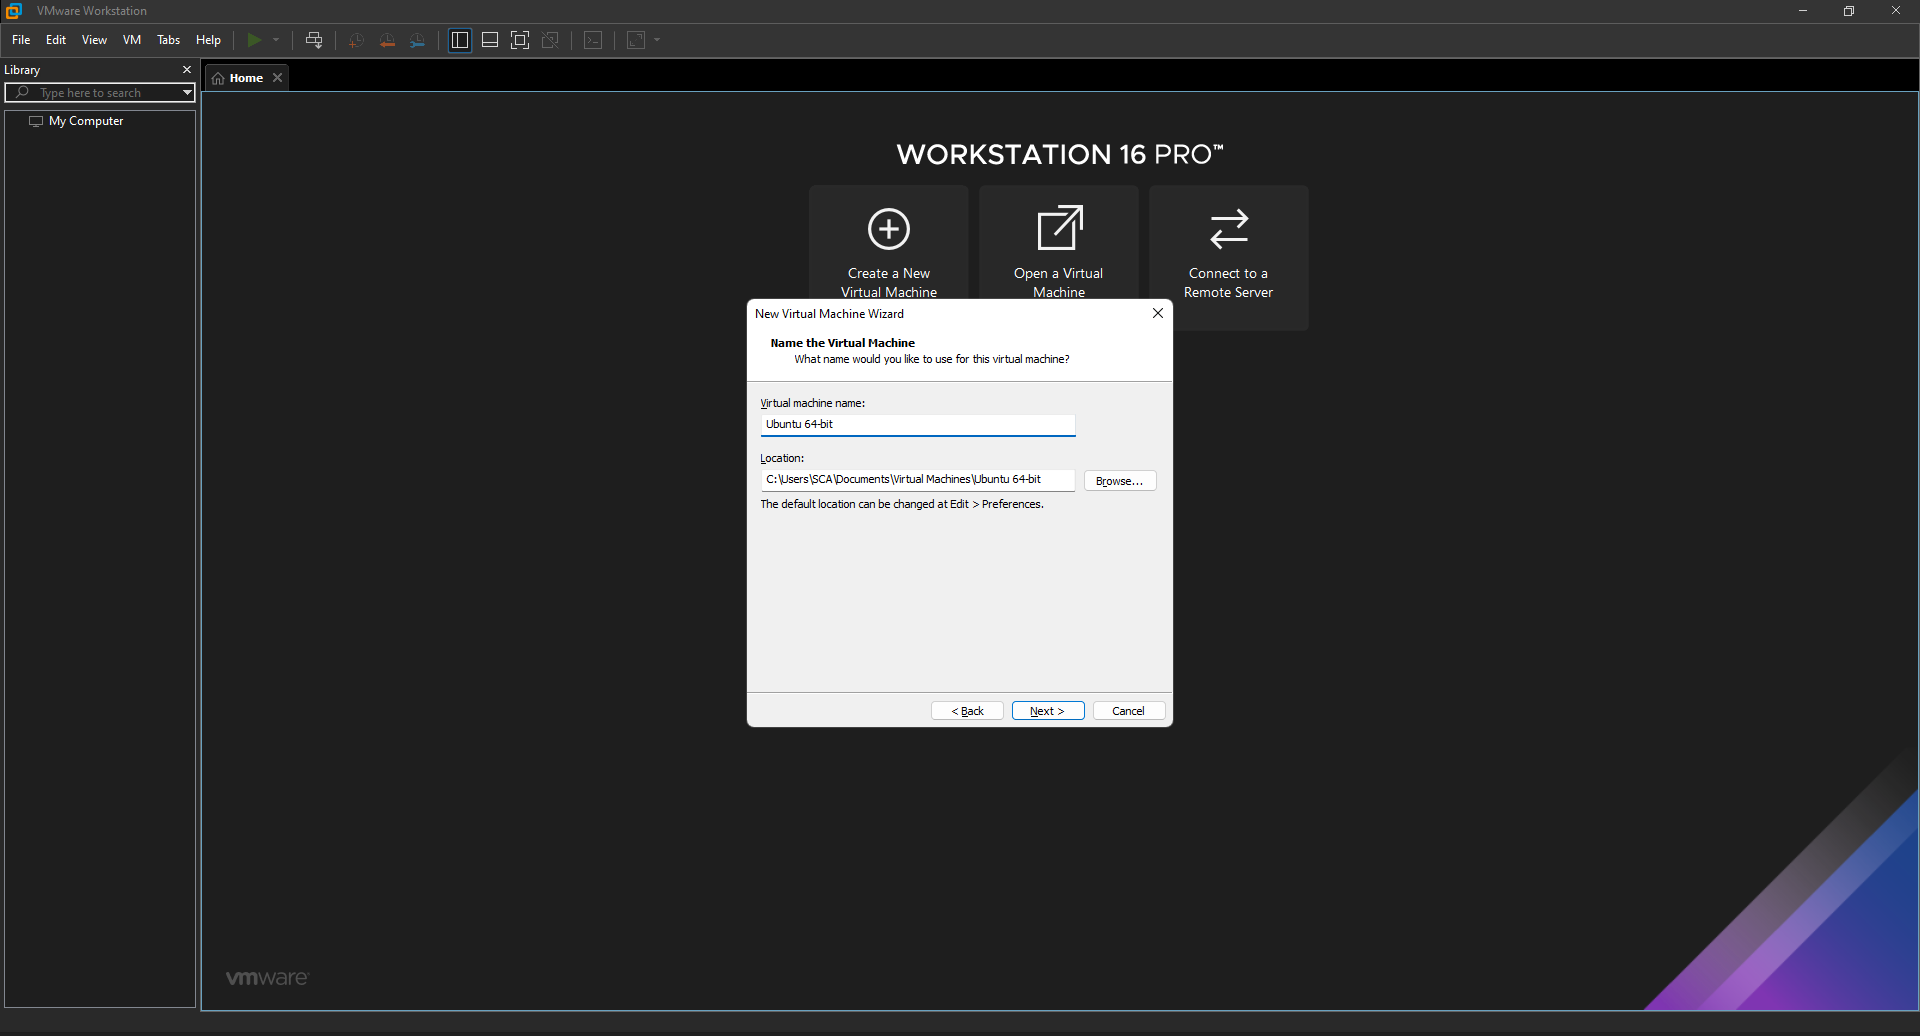 VMware Workstation
File Edit View VM Tabs Help
Library
Type here to search
My Computer
Home
WORKSTATION 16 PRO™
Create a New
Virtual Machine
Open a Virtual
Machine
Connect to a
Remote Server
New Virtual Machine Wizard
Name the Virtual Machine
What name would you like to use for this virtual machine?
Virtual machine name:
Ubuntu 64-bit
Location:
C:\Users\SCA\Documents\Virtual Machines\Ubuntu 64-bit
Browse...
The default location can be changed at Edit > Preferences.
< Back Next > Cancel
vmware